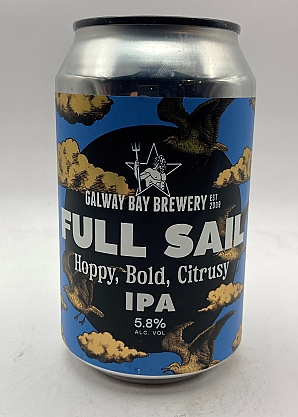 GALWAY BAY BREWERY EST 2009
FULL SAIL
Hoppy, Bold, Citrusy
IPA
5.8%
ALC. VOL